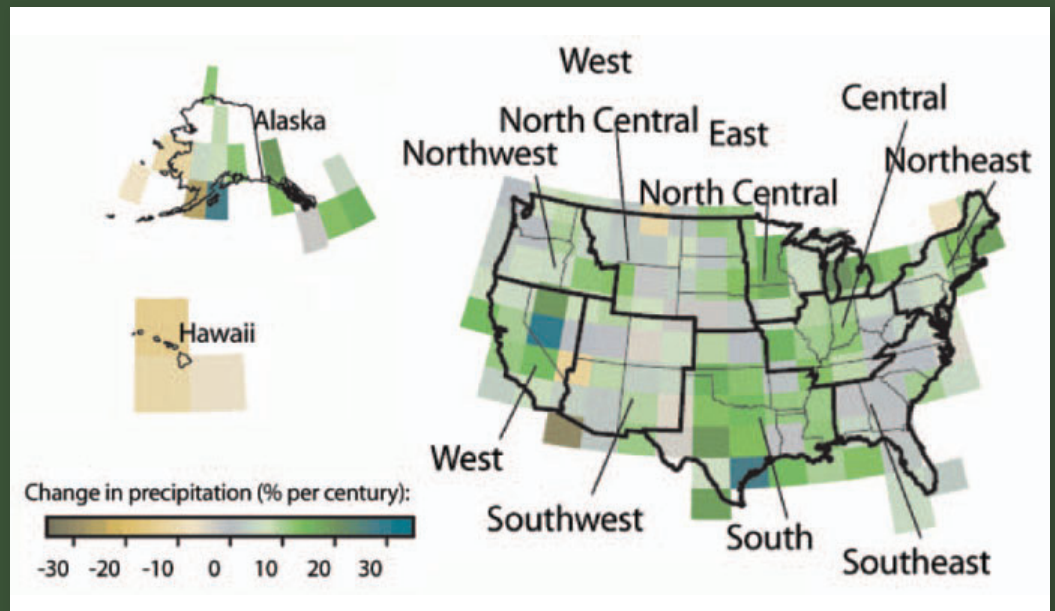 West
Central
Alaska
North Central
East
Northwest
Northeast
North Central
Hawaii
West
Change in precipitation (% per century):
Southwest
South
Southeast
-30 -20 -10 0 10 20 30